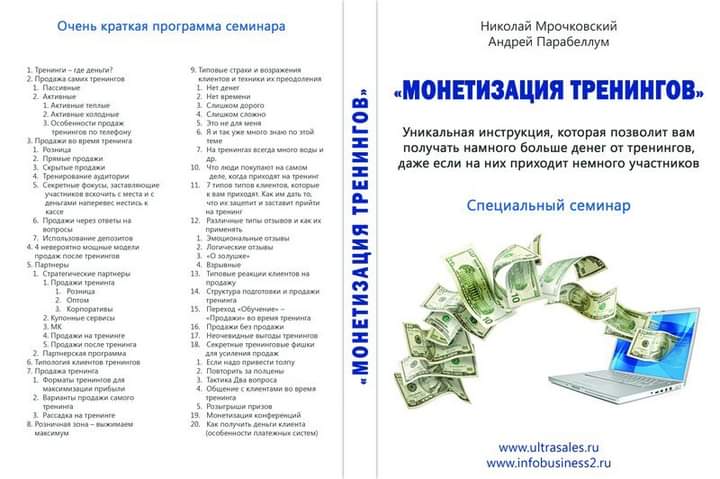 Очень краткая программа семинара
1. Тренинги – где деньги?
2. Продажа самих тренингов
1. Пассивные
2. Активные
1. Активные теплые
2. Активные холодные
3. Особенности продаж
тренингов по телефону
3. Продажи во время тренинга
1. Розница
2. Прямые продажи
3. Скрытые продажи
4. Тренирование аудитории
5. Секретные фокусы, заставляющие
участников вскочить с места и с
деньгами наперевес нестись к
кассе
6. Продажи через ответы на
вопросы
7. Использование депозитов
4. 4 невероятно мощные модели
продаж после тренингов
5. Партнеры
1. Стратегические партнеры
1. Продажи тренинга
1. Розница
2. Оптом
3. Корпоративы
2. Купонные сервисы
3. МК
4. Продажи на тренинге
5. Продажи после тренинга
2. Партнерская программа
6. Типология клиентов тренингов
7. Продажа тренинга
1. Форматы тренингов для
максимизации прибыли
2. Варианты продажи самого
тренинга
3. Рассадка на тренинге
8. Розничная зона – выжимаем
максимум
9. Типовые страхи и возражения
клиентов и техники их преодоления
1. Нет денег
2. Нет времени
3. Слишком дорого
4. Слишком сложно
5. Это не для меня
6. Я и так уже много знаю по этой
теме
7. На тренингах всегда много воды и
др.
10. Что люди покупают на самом
деле, когда приходят на тренинг
11. 7 типов типов клиентов, которые
к вам приходят. Как им дать то,
что их зацепит и заставит прийти
на тренинг
12. Различные типы отзывов и как их
применять
1. Эмоциональные отзывы
2. Логические отзывы
3. «О золушке»
4. Взрывные
13. Типовые реакции клиентов на
продажу
14. Структура подготовки и продажи
тренинга
15. Переход «Обучение» –
«Продажи» во время тренинга
16. Продажи без продажи
17. Неочевидные выгоды тренингов
18. Секретные тренинговые фишки
для усиления продаж
1. Если надо привести толпу
2. Повторить за полцены
3. Тактика Два вопроса
4. Общение с клиентами во время
тренинга
5. Розыгрыши призов
19. Монетизация конференций
20. Как получить деньги клиента
(особенности платежных систем)
«МОНЕТИЗАЦИЯ ТРЕНИНГОВ»
Николай Мрочковский
Андрей Парабеллум
«МОНЕТИЗАЦИЯ ТРЕНИНГОВ»
Уникальная инструкция, которая позволит вам
получать намного больше денег от тренингов,
даже если на них приходит немного участников
Специальный семинар
www.ultrasales.ru
www.infobusiness2.ru